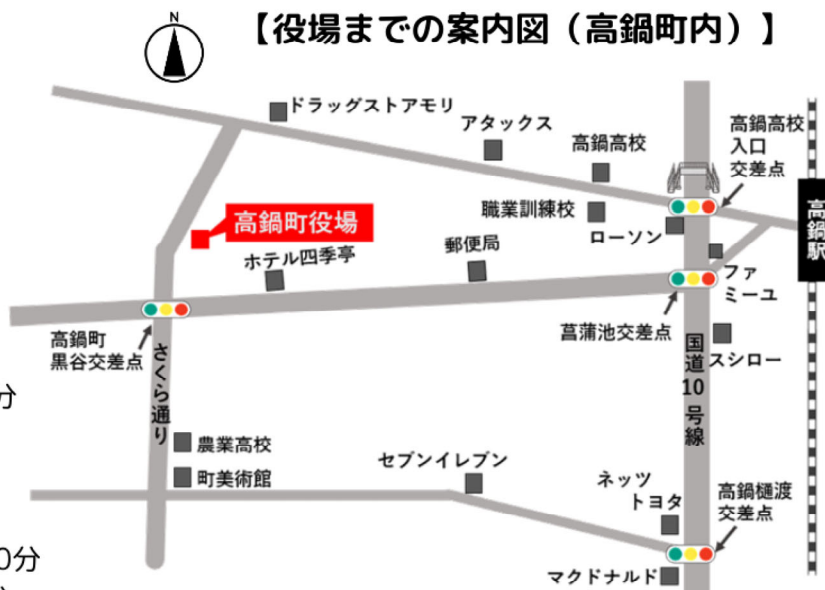 N
【役場までの案内図（高鍋町内）】
ドラッグストアモリ
アタックス
高鍋高校
高鍋高校
入口
交差点
高鍋町役場
職業訓練校
ローソン
高鍋駅
ホテル四季亭
郵便局
ファ
ミーユ
高鍋町
黒谷交差点
菖蒲池交差点
スシロー
さくら通り
国道10号線
分
農業高校
町美術館
セブンイレブン
ネッツ
トヨタ
高鍋樋渡
交差点
0分
マクドナルド